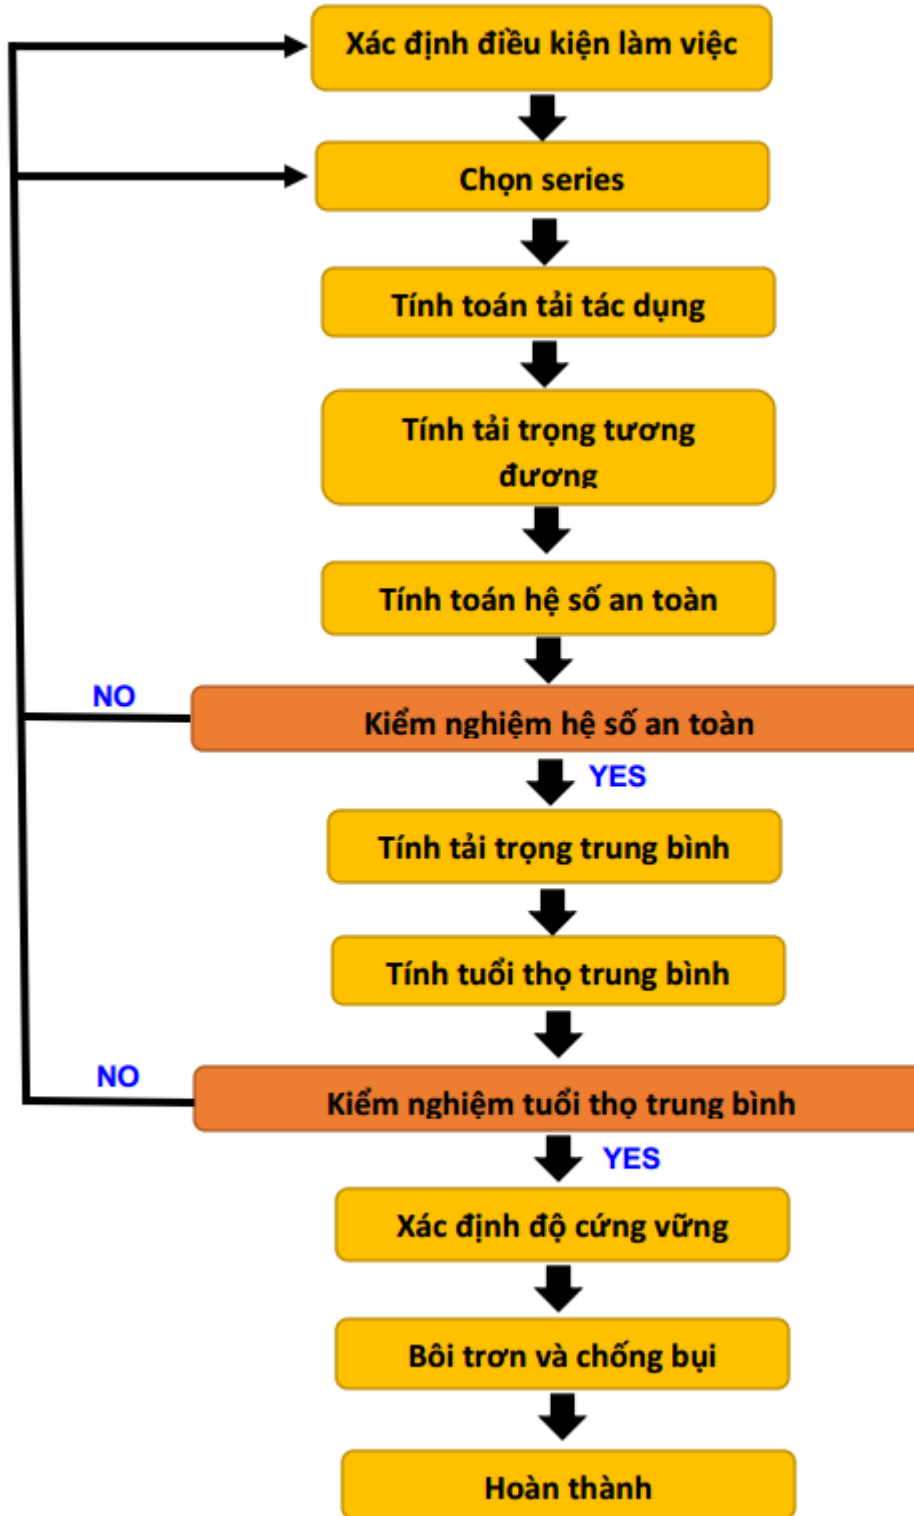 Xác định điều kiện làm việc
Chọn series
Tính toán tải tác dụng
Tính tải trọng tương
đương
Tính toán hệ số an toàn
NO
Kiểm nghiệm hệ số an toàn
YES
Tính tải trọng trung bình
Tính tuổi thọ trung bình
NO
Kiểm nghiệm tuổi thọ trung bình
YES
Xác định độ cứng vững
Bôi trơn và chống bụi
Hoàn thành